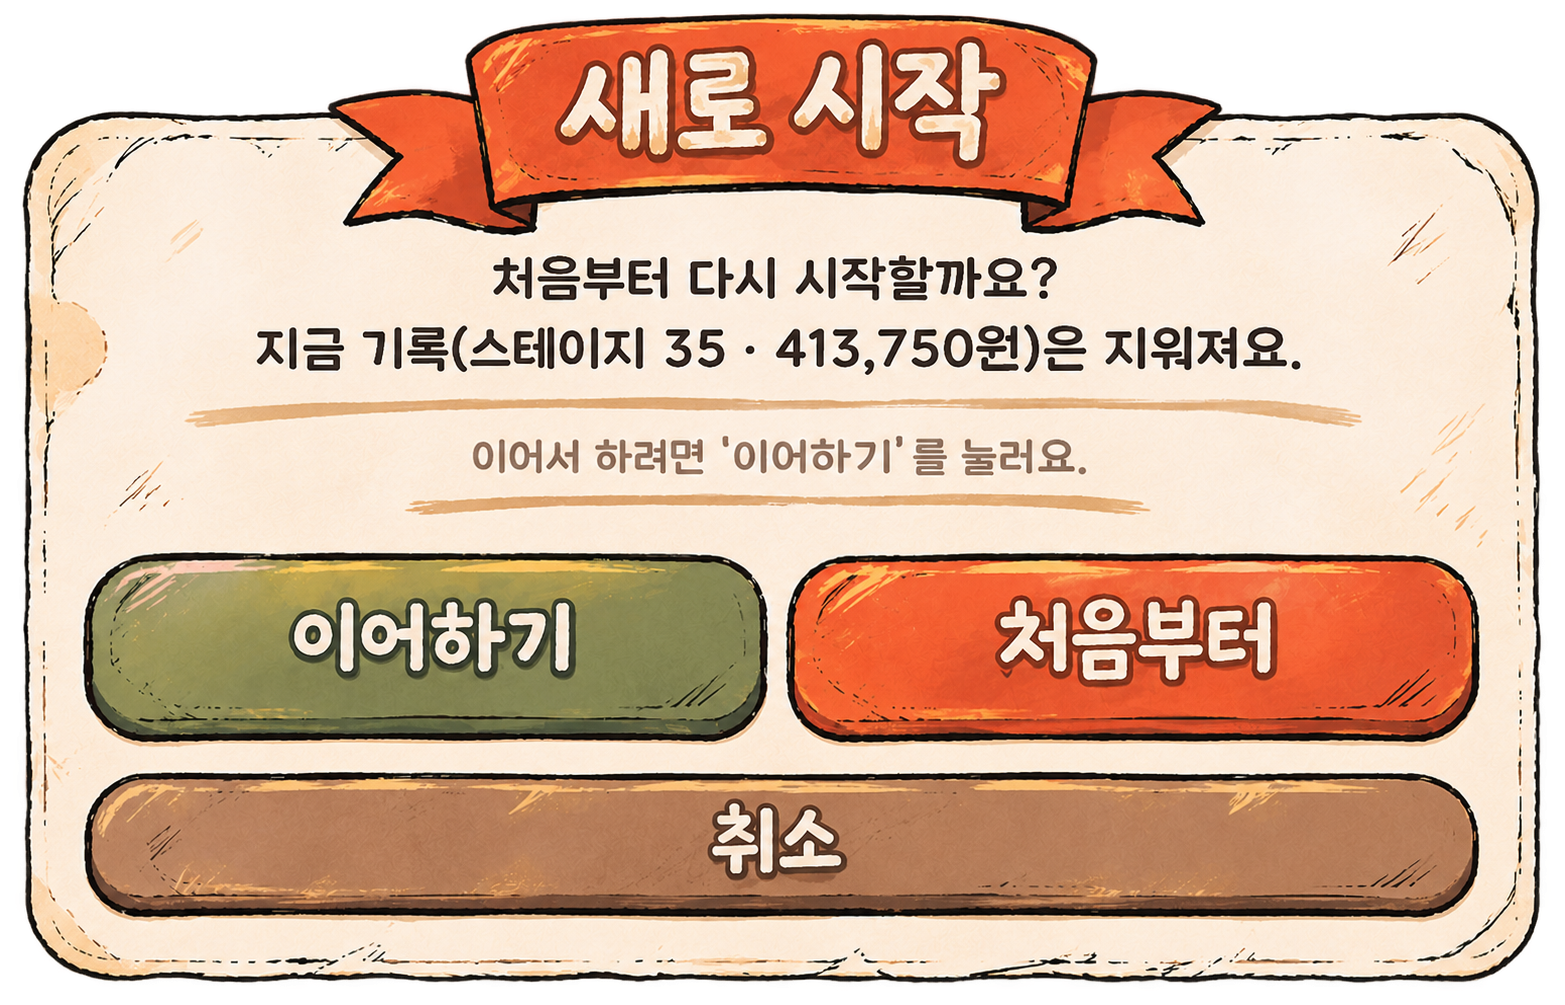 새로 시작
처음부터 다시 시작할까요?
지금 기록(스테이지 35 · 413,750원)은 지워져요.
이어서 하려면 '이어하기'를 눌러요.
이어하기
처음부터
취소